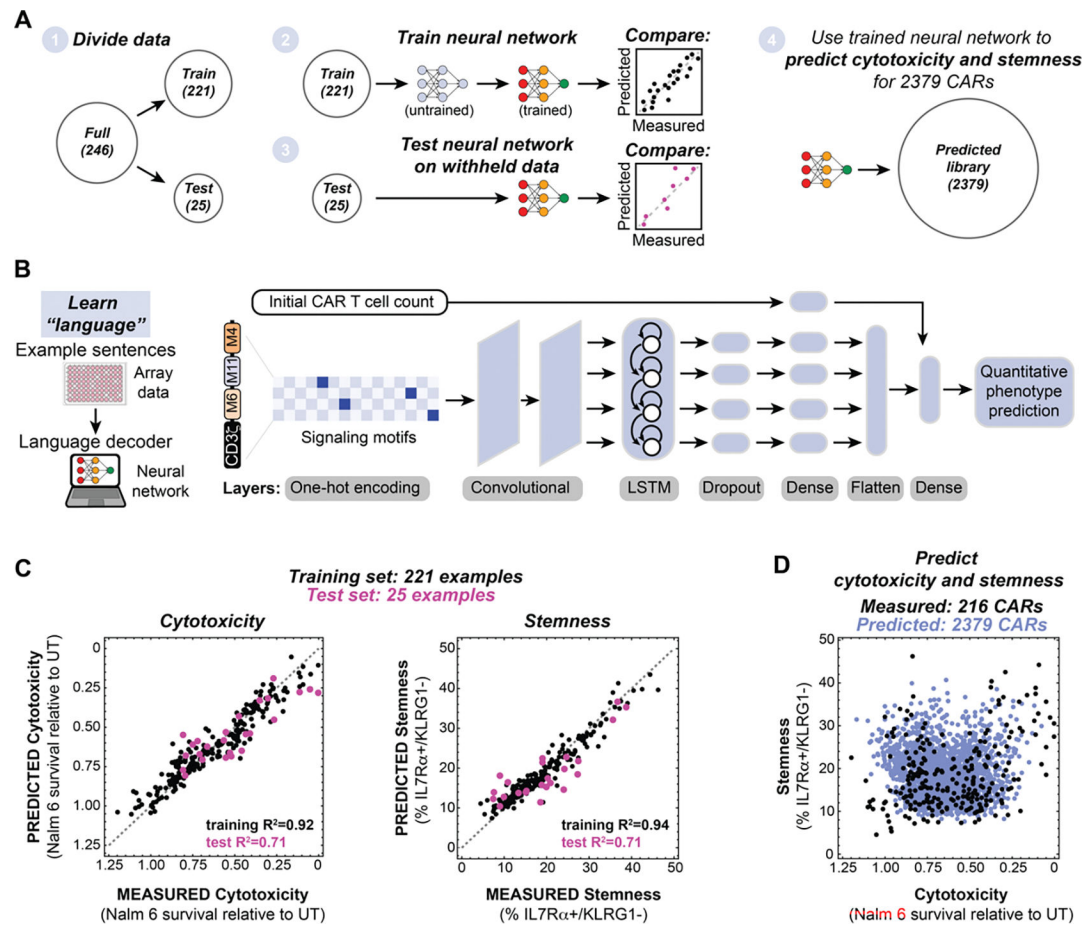 A
1 Divide data
Full
(246)
Train
(221)
Test
(25)
2 Train neural network
Train
(221)
(untrained)
(trained)
Compare:
Predicted
Measured
3 Test neural network
on withheld data
Test
(25)
Compare:
Predicted
Measured
4 Use trained neural network to
predict cytotoxicity and stemness
for 2379 CARs
Predicted
library
(2379)
B
Learn
“language”
Example sentences
Array
data
Language decoder
Neural
network
M4
M11
M6
CD3ζ
Initial CAR T cell count
Signaling motifs
Quantitative
phenotype
prediction
Layers: One-hot encoding Convolutional LSTM Dropout Dense Flatten Dense
C
Training set: 221 examples
Test set: 25 examples
Cytotoxicity
PREDICTED Cytotoxicity
(Nalm 6 survival relative to UT)
0
0.25
0.50
0.75
1.00
1.25
training R²=0.92
test R²=0.71
1.25 1.00 0.75 0.50 0.25 0
MEASURED Cytotoxicity
(Nalm 6 survival relative to UT)
Stemness
PREDICTED Stemness
(% IL7Rα+/KLRG1-)
50
40
30
20
10
0
training R²=0.94
test R²=0.71
0 10 20 30 40 50
MEASURED Stemness
(% IL7Rα+/KLRG1-)
D
Predict
cytotoxicity and stemness
Measured: 216 CARs
Predicted: 2379 CARs
Stemness
(% IL7Rα+/KLRG1-)
50
40
30
20
10
0
1.25 1.00 0.75 0.50 0.25 0
Cytotoxicity
(Nalm 6 survival relative to UT)